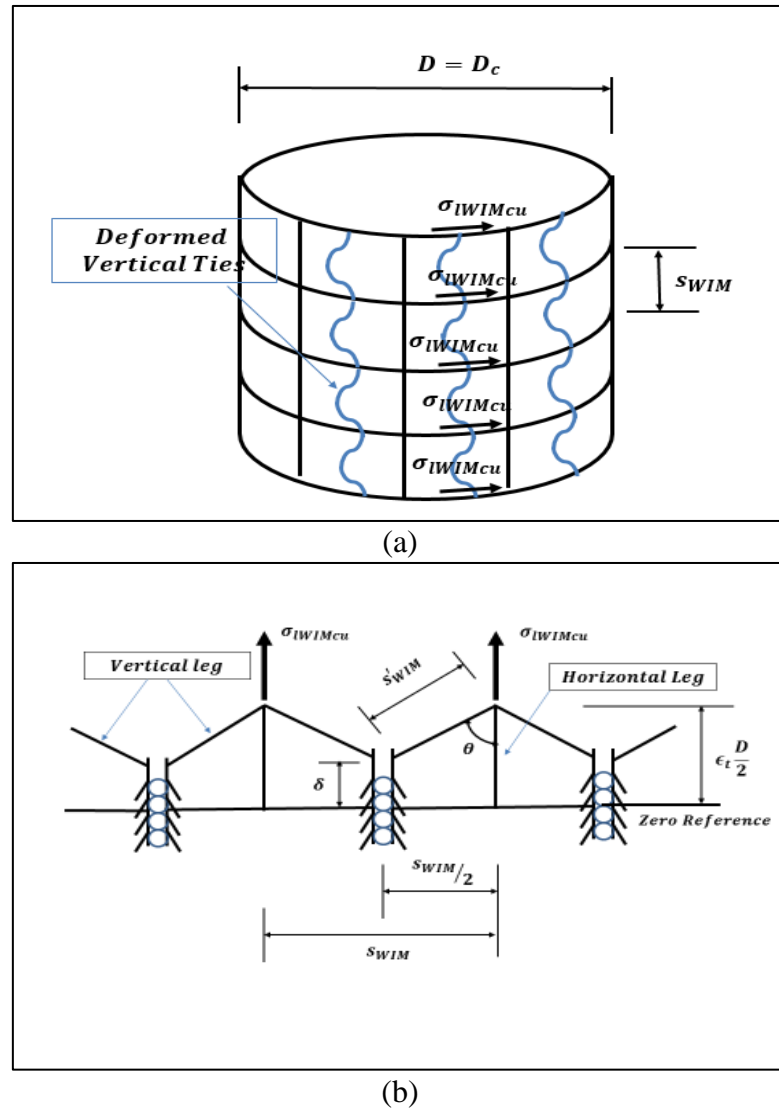 D = D_c
σ_lWIMcu
Deformed
Vertical Ties
σ_lWIMcu
s_WIM
σ_lWIMcu
σ_lWIMcu
σ_lWIMcu
(a)
σ_lWIMcu
σ_lWIMcu
Vertical leg
s'_WIM
Horizontal Leg
θ
ϵ_t D/2
δ
Zero Reference
s_WIM/2
s_WIM
(b)